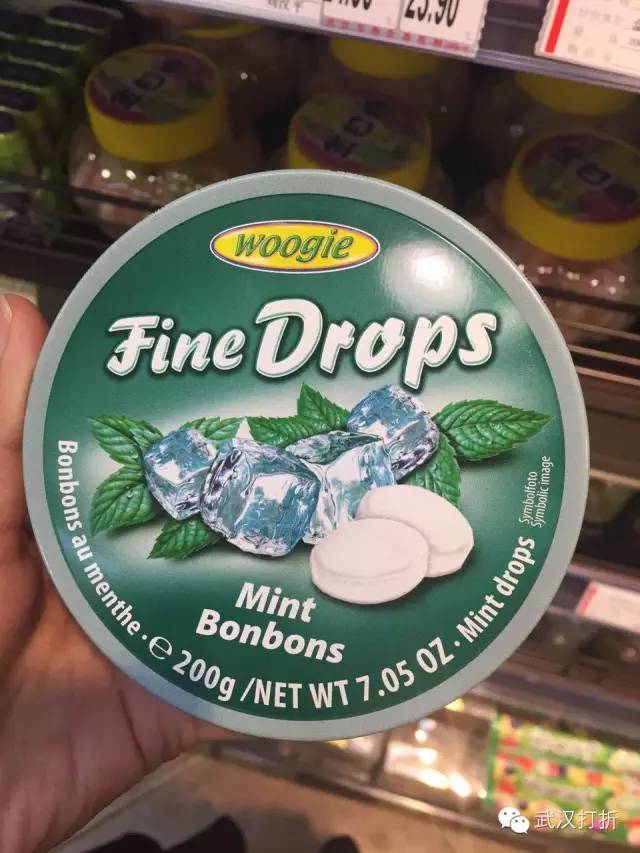 23.90
woogie
Fine Drops
Symbolfoto
Symbolic image
Mint
Bonbons
Bonbons au menthe · ℮ 200g /NET WT 7.05 OZ · Mint drops
武汉打折